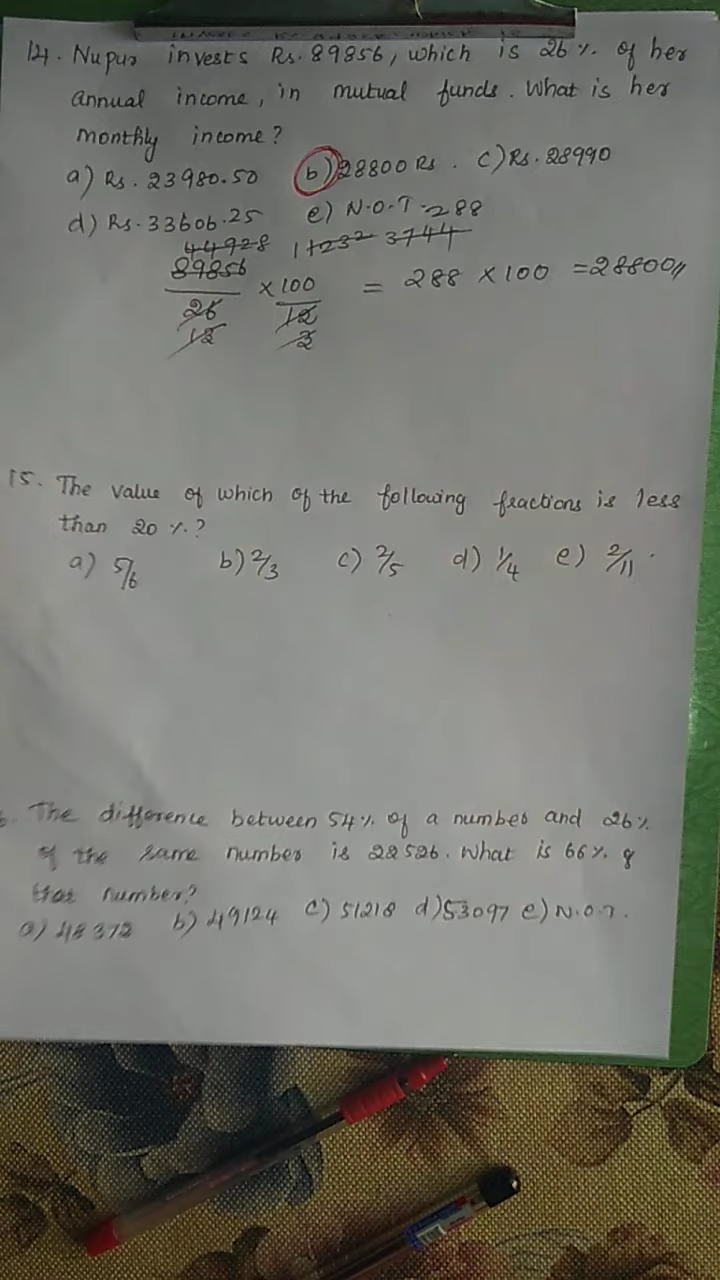 14. Nupur invests Rs. 89856, which is 26 % of her
annual income, in mutual funds. What is her
monthly income?
a) Rs. 23980.50 b) 28800 Rs. c) Rs. 28990
d) Rs. 33606.25 e) N.O.T. 288
44928 11232 3744
89856 × 100 = 288 × 100 = 28800//
26 12
2
15. The value of which of the following fractions is less
than 20 %?
a) 5/6 b) 2/3 c) 2/5 d) 1/4 e) 2/11.
The difference between 54% of a number and 26%
of the same number is 22526. What is 66% of
that number?
a) 48372 b) 49124 c) 51218 d) 53097 e) N.O.T.